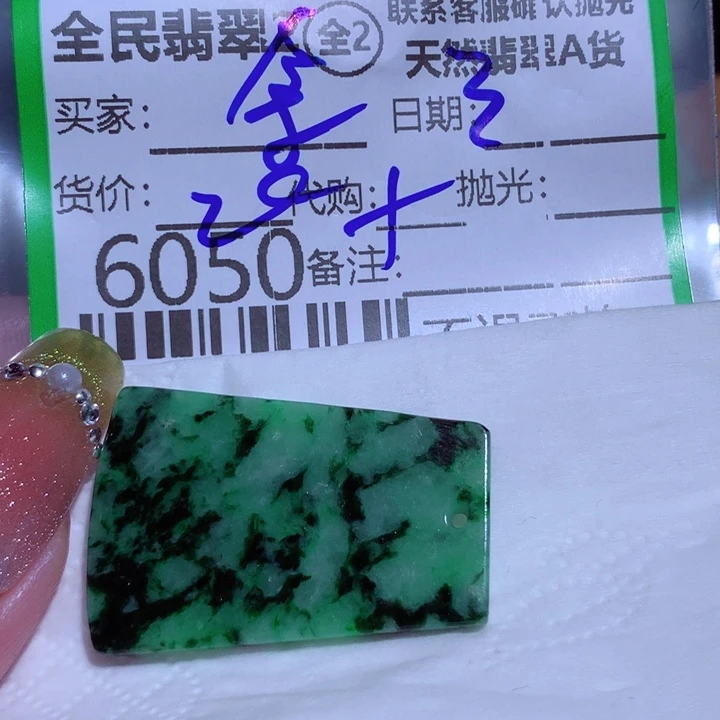 全民翡翠 全2 联系客服确认抛光
天然翡翠A货
买家： 日期：
货价： 代购： 抛光：
6050 备注：